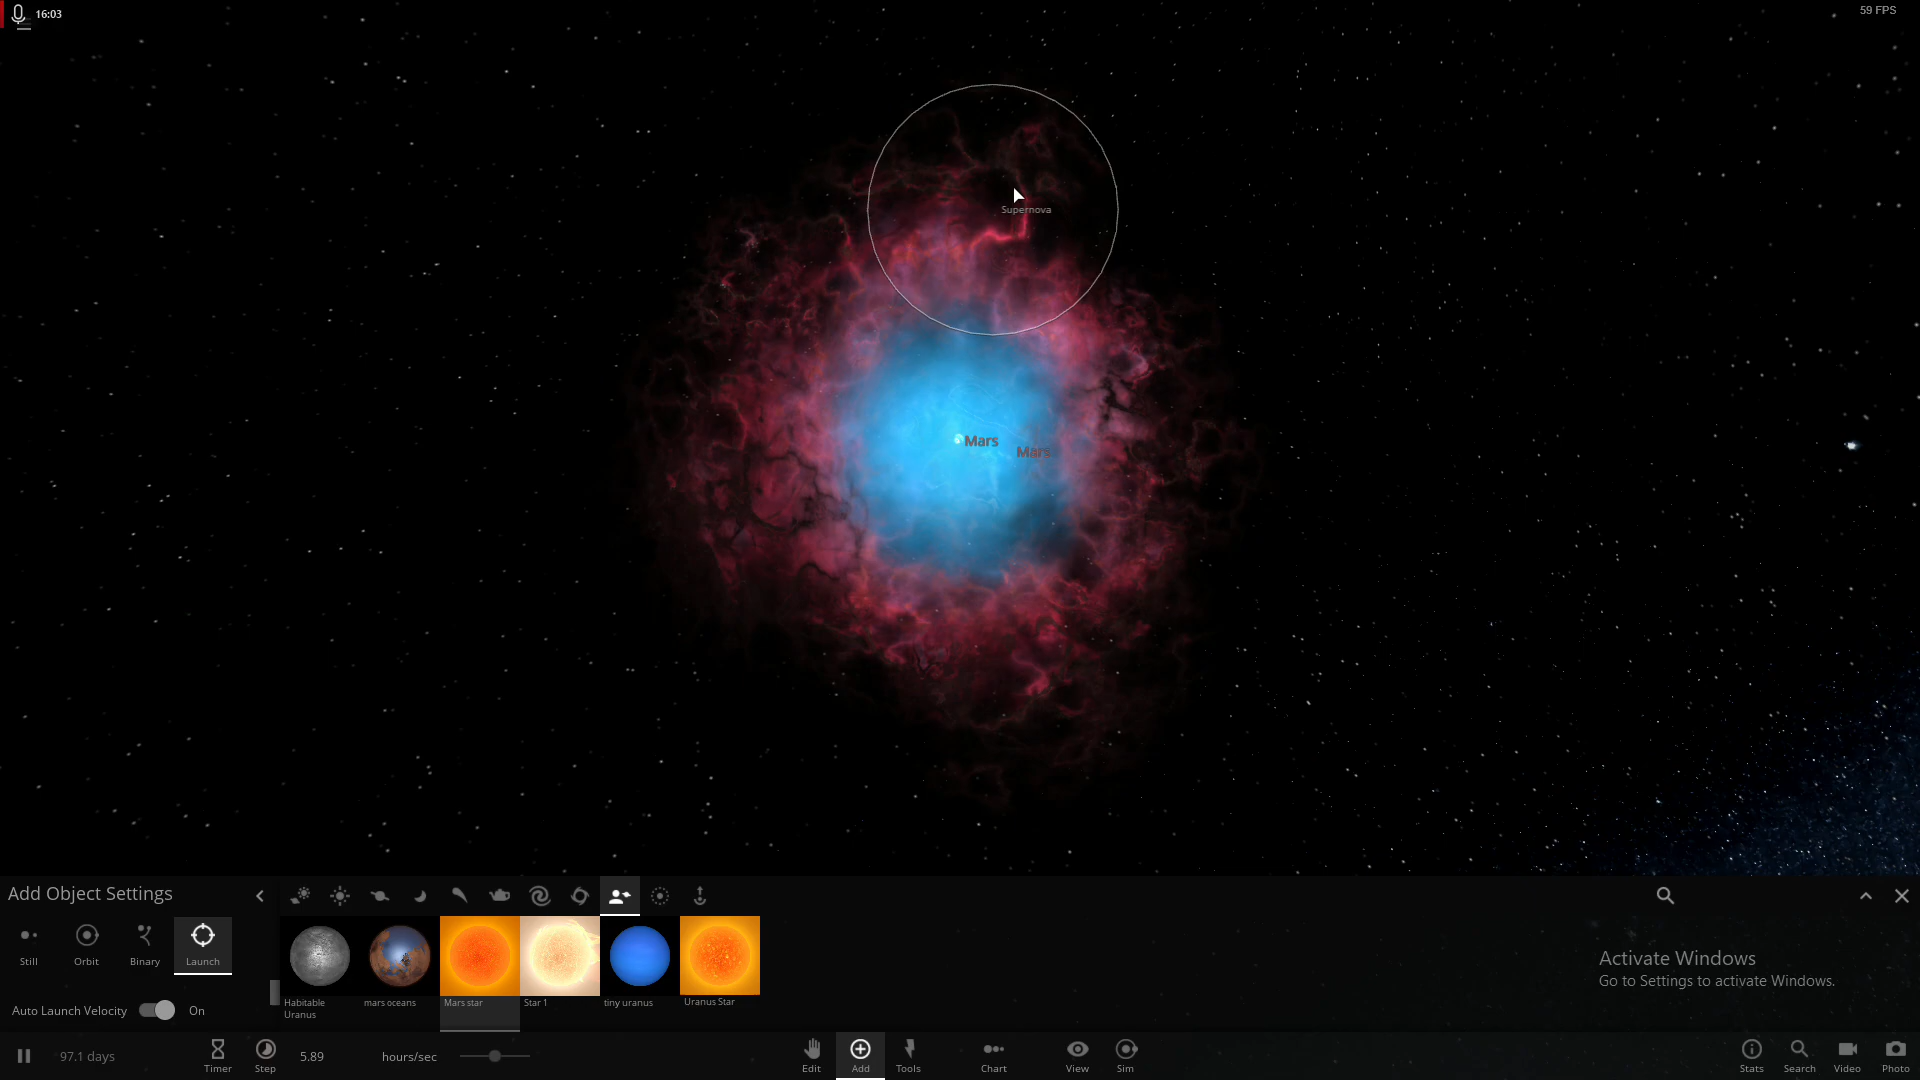 16:03
59 FPS
Supernova
Mars
Mars
Add Object Settings
Still
Orbit
Binary
Launch
Auto Launch Velocity
On
Habitable
Uranus
mars oceans
Mars star
Star 1
tiny uranus
Uranus Star
Activate Windows
Go to Settings to activate Windows.
97.1 days
Timer
Step
5.89
hours/sec
Edit
Add
Tools
Chart
View
Sim
Stats
Search
Video
Photo